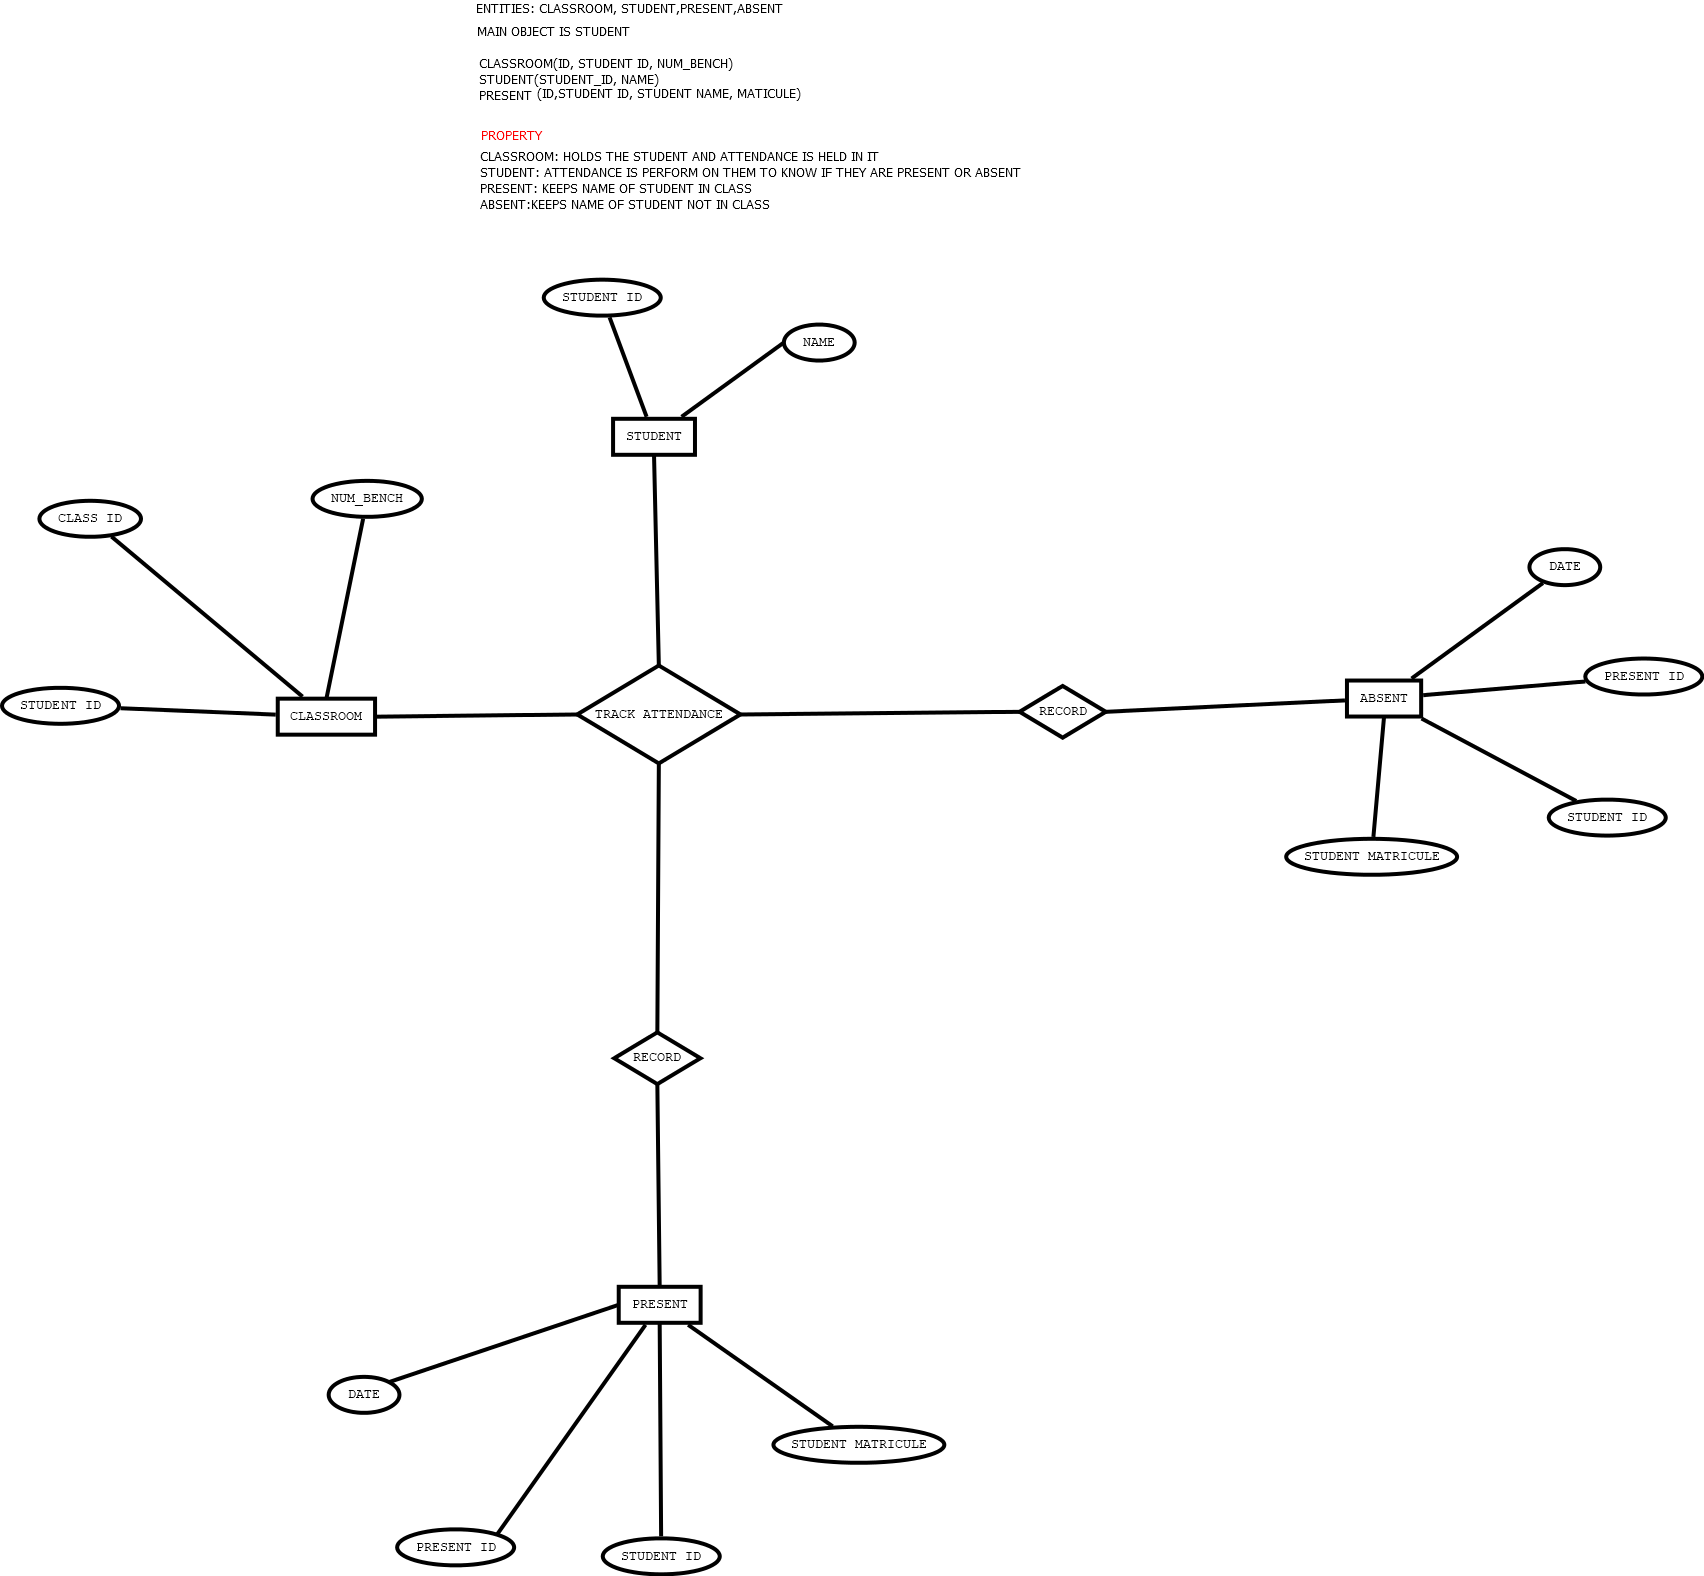 ENTITIES: CLASSROOM, STUDENT,PRESENT,ABSENT
MAIN OBJECT IS STUDENT
CLASSROOM(ID, STUDENT ID, NUM_BENCH)
STUDENT(STUDENT_ID, NAME)
PRESENT (ID,STUDENT ID, STUDENT NAME, MATICULE)
PROPERTY
CLASSROOM: HOLDS THE STUDENT AND ATTENDANCE IS HELD IN IT
STUDENT: ATTENDANCE IS PERFORM ON THEM TO KNOW IF THEY ARE PRESENT OR ABSENT
PRESENT: KEEPS NAME OF STUDENT IN CLASS
ABSENT:KEEPS NAME OF STUDENT NOT IN CLASS
STUDENT ID
NAME
STUDENT
NUM_BENCH
CLASS ID
DATE
PRESENT ID
STUDENT ID
CLASSROOM
TRACK ATTENDANCE
RECORD
ABSENT
STUDENT ID
STUDENT MATRICULE
RECORD
PRESENT
DATE
STUDENT MATRICULE
PRESENT ID
STUDENT ID